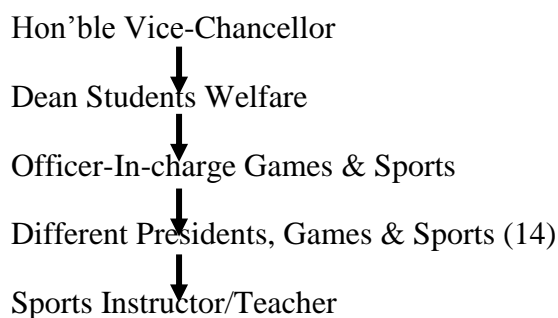 Hon’ble Vice-Chancellor
Dean Students Welfare
Officer-In-charge Games & Sports
Different Presidents, Games & Sports (14)
Sports Instructor/Teacher